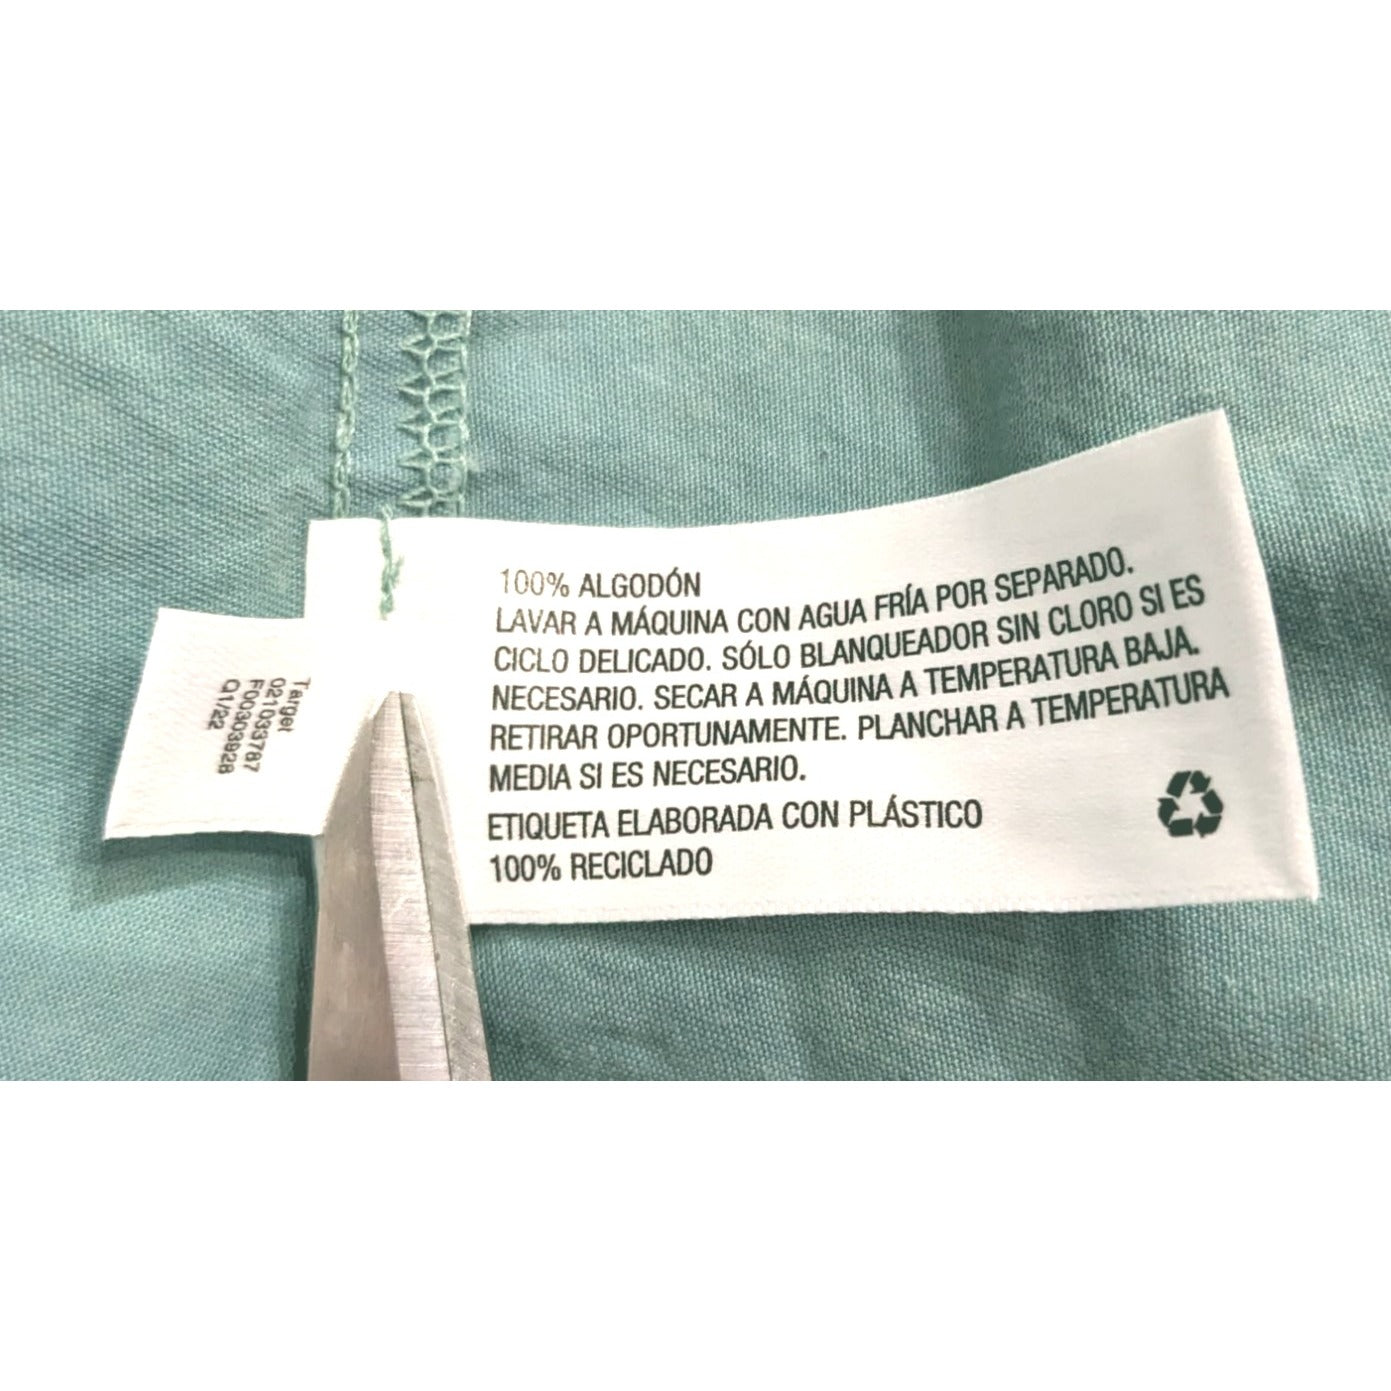 100% ALGODÓN
LAVAR A MÁQUINA CON AGUA FRÍA POR SEPARADO.
CICLO DELICADO. SÓLO BLANQUEADOR SIN CLORO SI ES
NECESARIO. SECAR A MÁQUINA A TEMPERATURA BAJA.
RETIRAR OPORTUNAMENTE. PLANCHAR A TEMPERATURA
MEDIA SI ES NECESARIO.
ETIQUETA ELABORADA CON PLÁSTICO
100% RECICLADO
Target
021033787
F00303928
Q1/22